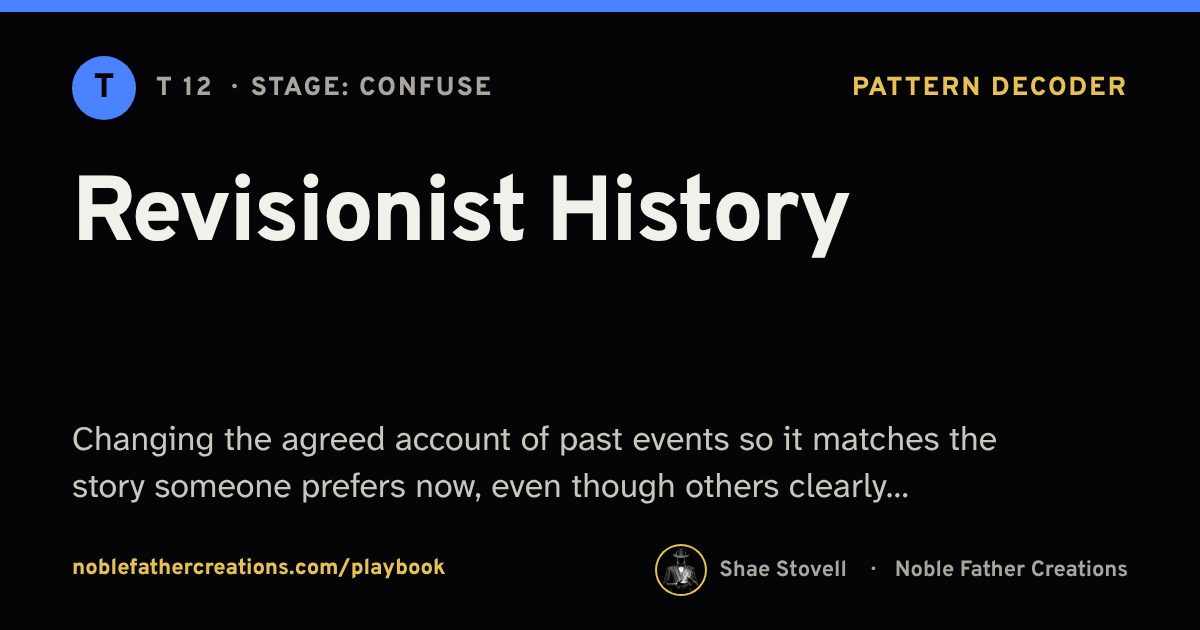 T
T 12 · STAGE: CONFUSE
PATTERN DECODER
Revisionist History
Changing the agreed account of past events so it matches the
story someone prefers now, even though others clearly...
noblefathercreations.com/playbook
Shae Stovell · Noble Father Creations